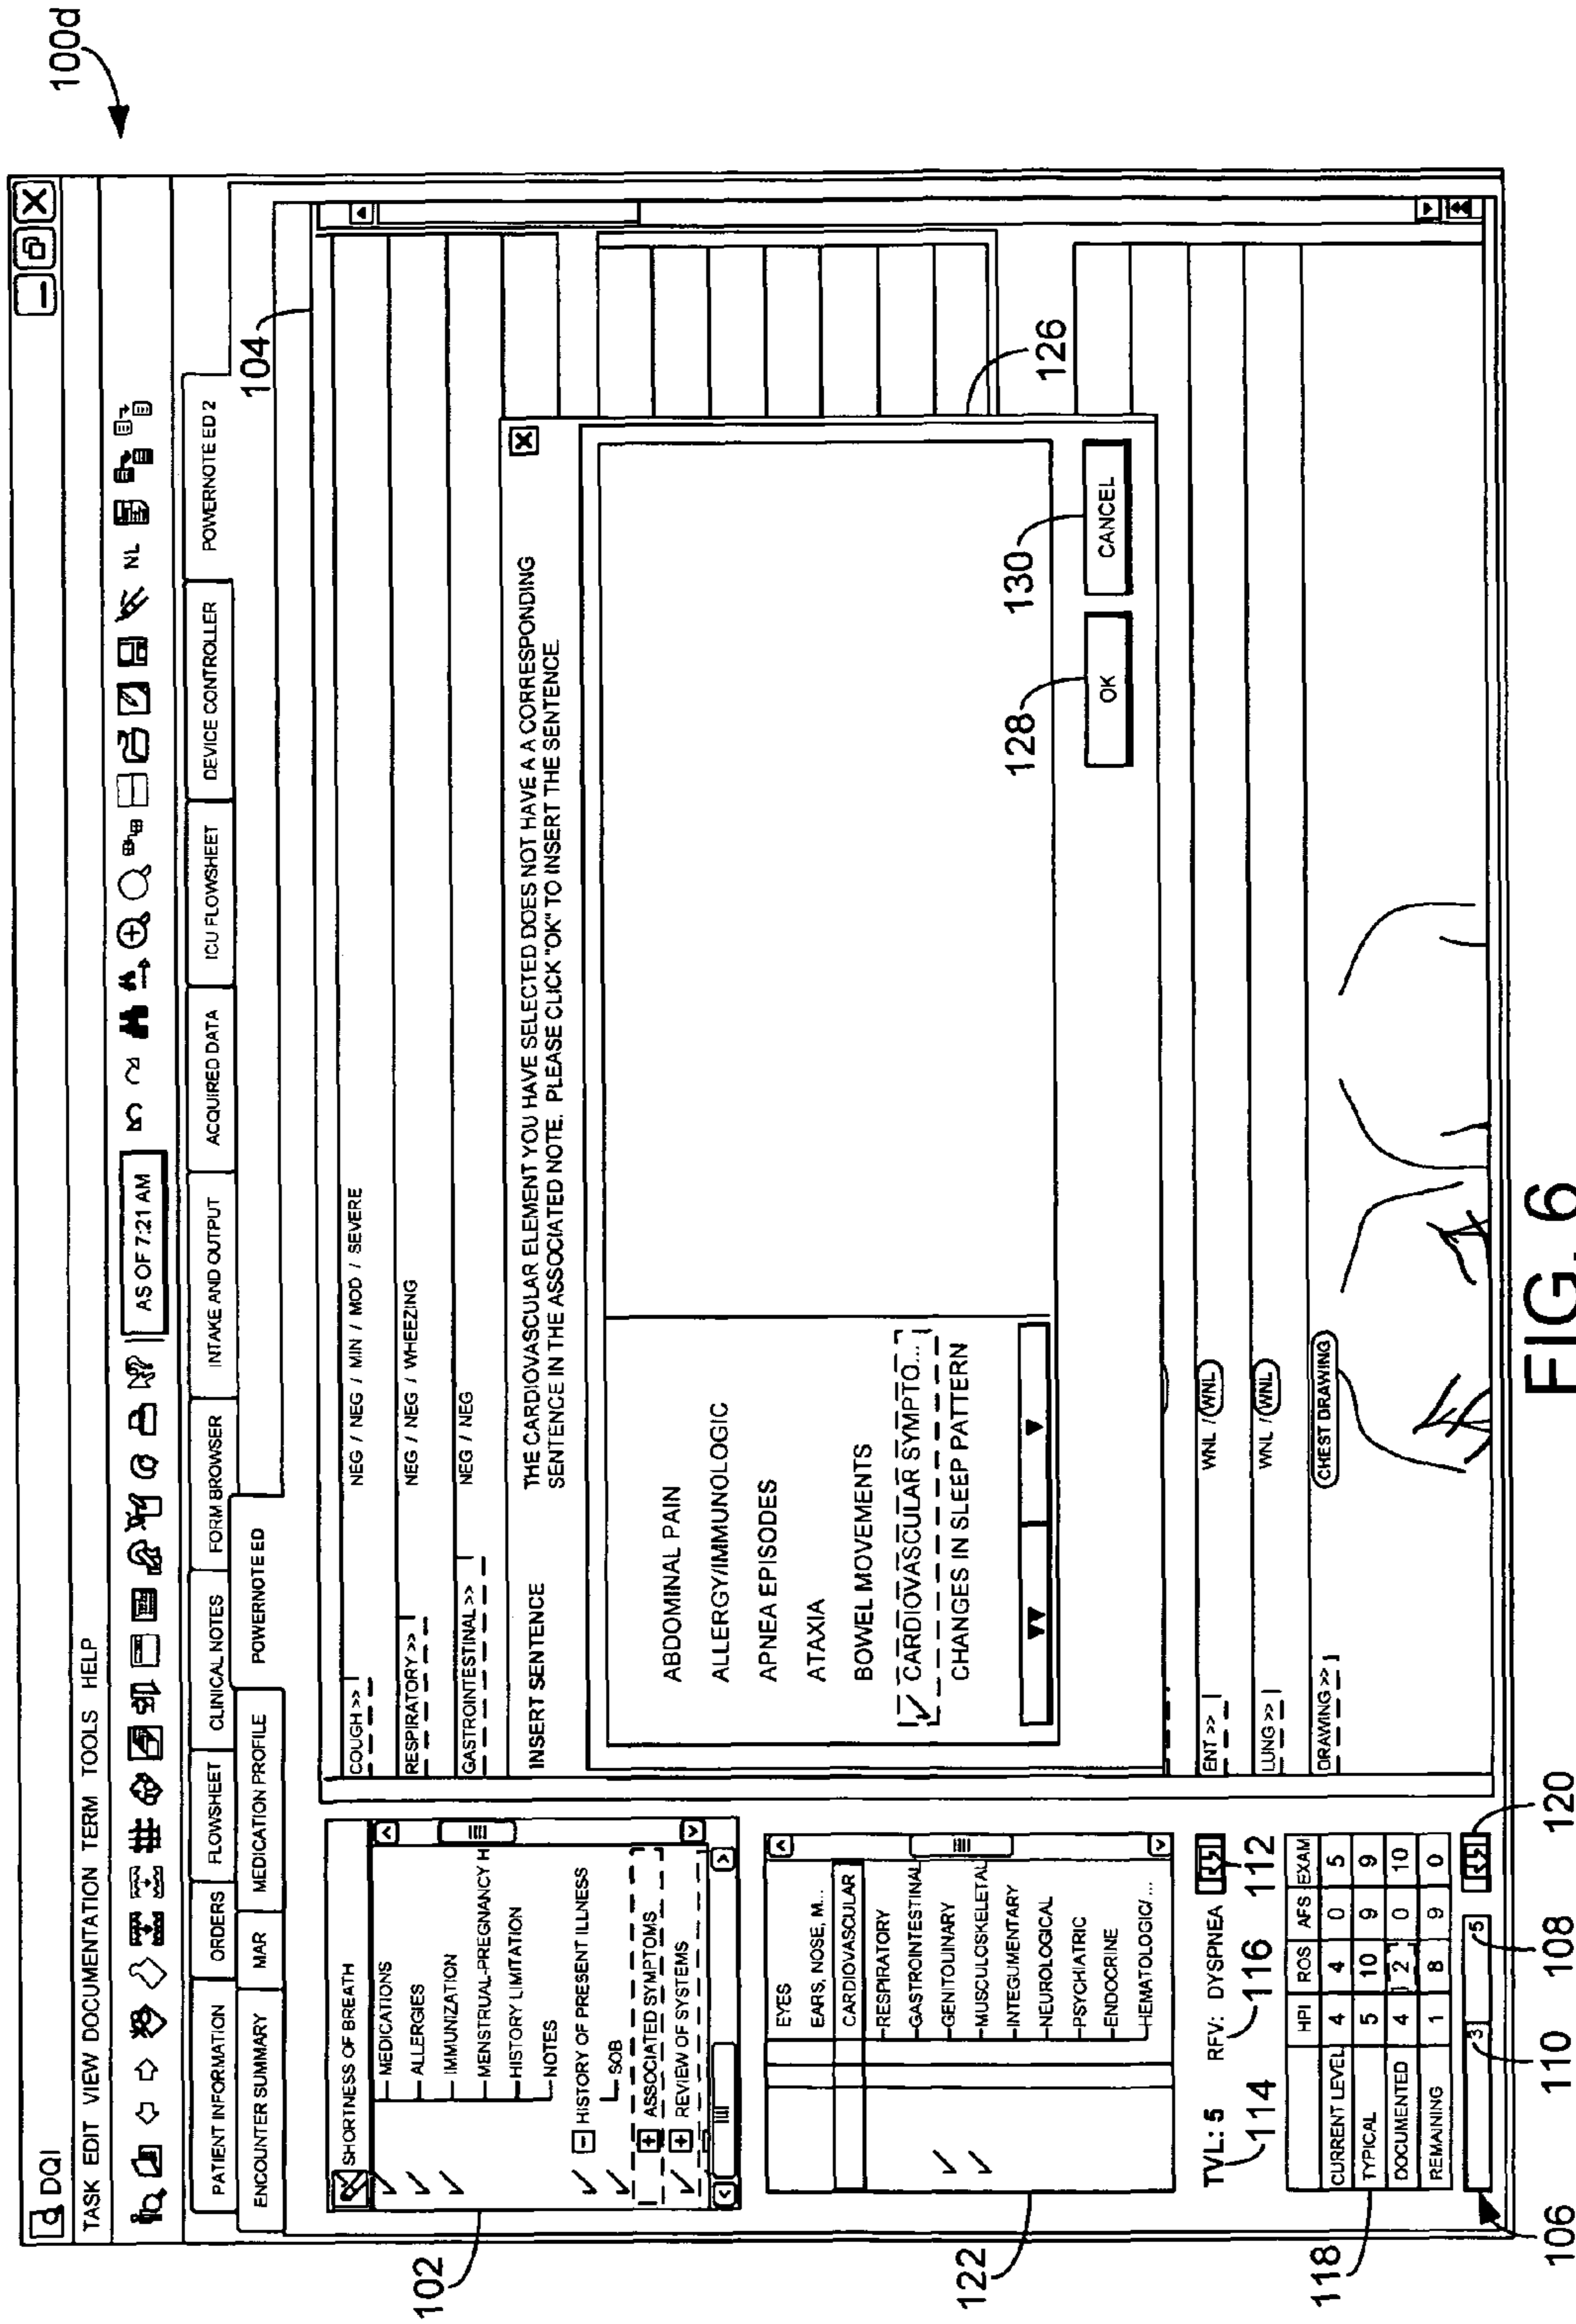 100d
DQI
TASK EDIT VIEW DOCUMENTATION TERM TOOLS HELP
AS OF 7:21 AM
NL
PATIENT INFORMATION ORDERS FLOWSHEET CLINICAL NOTES FORM BROWSER INTAKE AND OUTPUT ACQUIRED DATA ICU FLOWSHEET DEVICE CONTROLLER POWERNOTE ED 2
ENCOUNTER SUMMARY MAR MEDICATION PROFILE POWERNOTE ED
104
102
SHORTNESS OF BREATH
MEDICATIONS
ALLERGIES
IMMUNIZATION
MENSTRUAL-PREGNANCY H
HISTORY LIMITATION
NOTES
HISTORY OF PRESENT ILLNESS
SOB
ASSOCIATED SYMPTOMS
REVIEW OF SYSTEMS
122
EYES
EARS, NOSE, M...
CARDIOVASCULAR
RESPIRATORY
GASTROINTESTINAL
GENITOUINARY
MUSCULOSKELETAL
INTEGUMENTARY
NEUROLOGICAL
PSYCHIATRIC
ENDOCRINE
HEMATOLOGIC/...
TVL: 5 RFV: DYSPNEA
114 116 112
118
HPI ROS AFS EXAM
CURRENT LEVEL 4 4 0 5
TYPICAL 5 10 9 9
DOCUMENTED 4 2 0 10
REMAINING 1 8 9 0
3 5
106 110 108 120
COUGH >> NEG / NEG / MIN / MOD / SEVERE
RESPIRATORY >> NEG / NEG / WHEEZING
GASTROINTESTINAL >> NEG / NEG
INSERT SENTENCE
THE CARDIOVASCULAR ELEMENT YOU HAVE SELECTED DOES NOT HAVE A A CORRESPONDING
SENTENCE IN THE ASSOCIATED NOTE. PLEASE CLICK "OK" TO INSERT THE SENTENCE.
ABDOMINAL PAIN
ALLERGY/IMMUNOLOGIC
APNEA EPISODES
ATAXIA
BOWEL MOVEMENTS
CARDIOVASCULAR SYMPTO...
CHANGES IN SLEEP PATTERN
128 130 126
OK CANCEL
ENT >> WNL / WNL
LUNG >> WNL / WNL
DRAWING >> CHEST DRAWING
FIG. 6